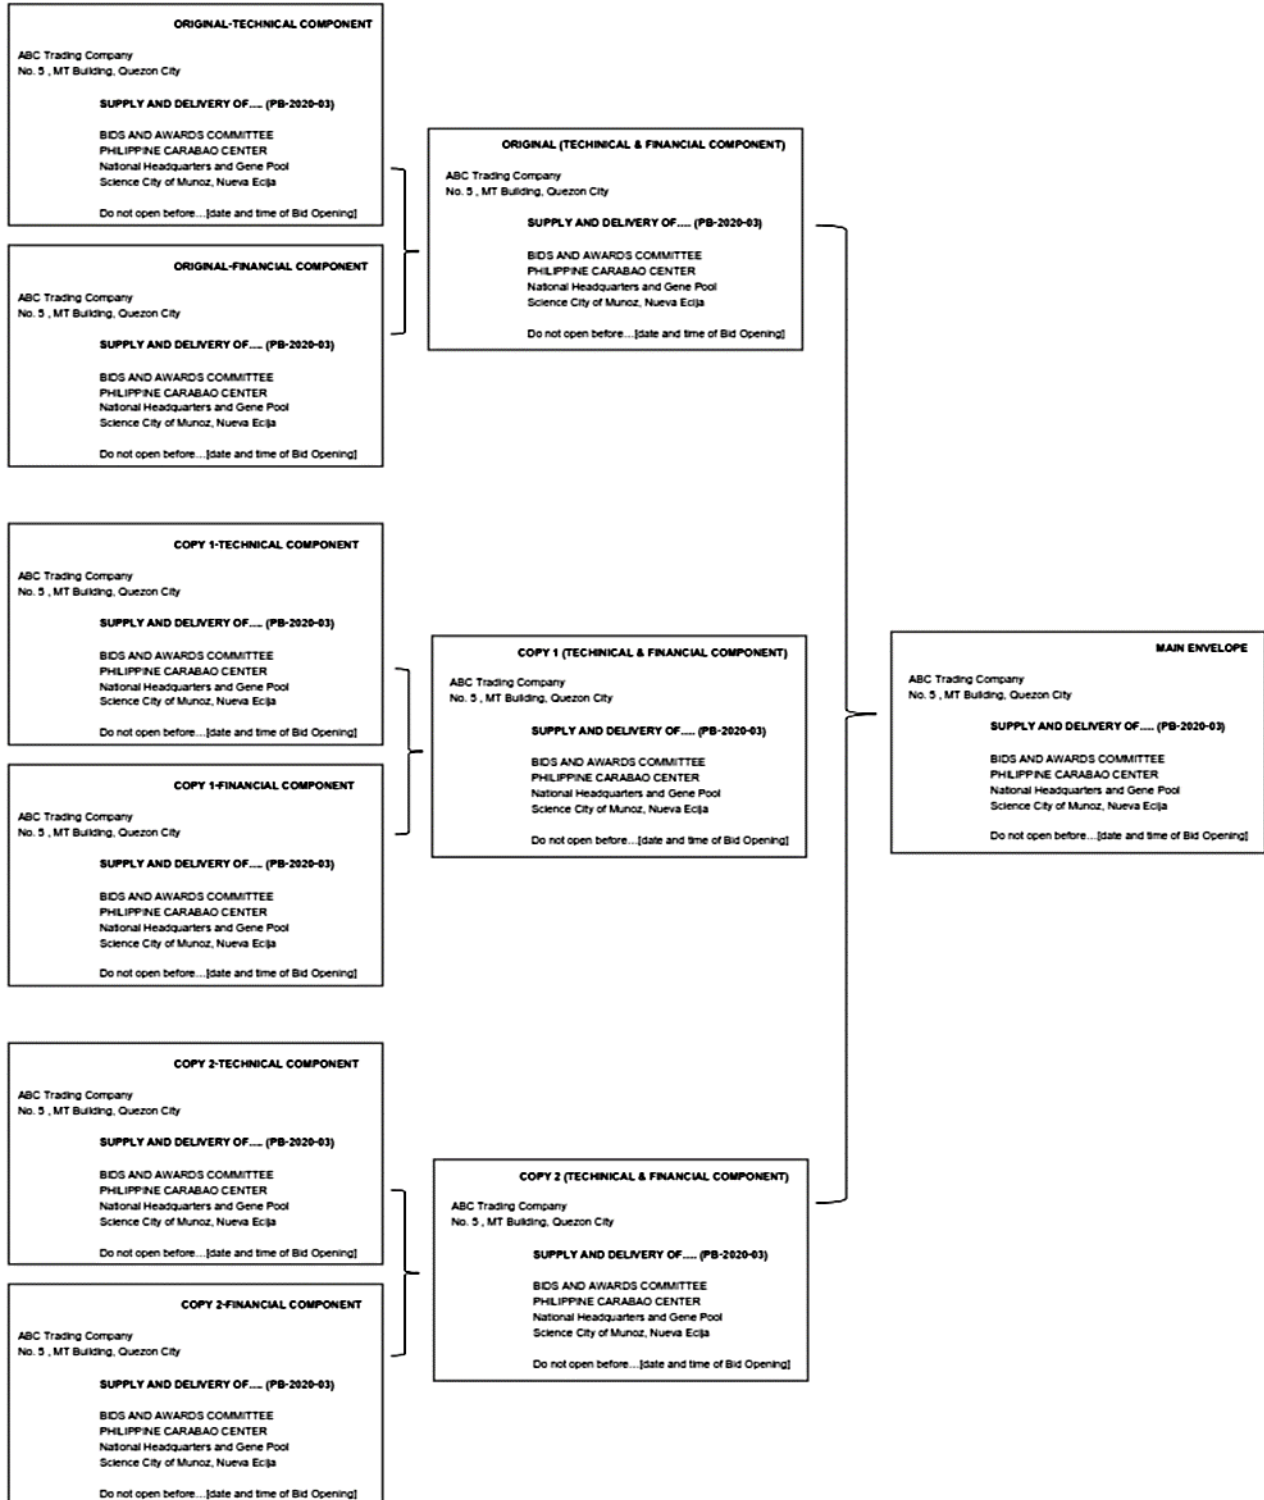 ORIGINAL-TECHNICAL COMPONENT
ABC Trading Company
No. 5 , MT Building, Quezon City
SUPPLY AND DELIVERY OF..... (PB-2020-03)
BIDS AND AWARDS COMMITTEE
PHILIPPINE CARABAO CENTER
National Headquarters and Gene Pool
Science City of Munoz, Nueva Ecija
Do not open before...[date and time of Bid Opening]
ORIGINAL-FINANCIAL COMPONENT
ABC Trading Company
No. 5 , MT Building, Quezon City
SUPPLY AND DELIVERY OF..... (PB-2020-03)
BIDS AND AWARDS COMMITTEE
PHILIPPINE CARABAO CENTER
National Headquarters and Gene Pool
Science City of Munoz, Nueva Ecija
Do not open before...[date and time of Bid Opening]
ORIGINAL (TECHINICAL & FINANCIAL COMPONENT)
ABC Trading Company
No. 5 , MT Building, Quezon City
SUPPLY AND DELIVERY OF..... (PB-2020-03)
BIDS AND AWARDS COMMITTEE
PHILIPPINE CARABAO CENTER
National Headquarters and Gene Pool
Science City of Munoz, Nueva Ecija
Do not open before...[date and time of Bid Opening]
COPY 1-TECHNICAL COMPONENT
ABC Trading Company
No. 5 , MT Building, Quezon City
SUPPLY AND DELIVERY OF..... (PB-2020-03)
BIDS AND AWARDS COMMITTEE
PHILIPPINE CARABAO CENTER
National Headquarters and Gene Pool
Science City of Munoz, Nueva Ecija
Do not open before...[date and time of Bid Opening]
COPY 1-FINANCIAL COMPONENT
ABC Trading Company
No. 5 , MT Building, Quezon City
SUPPLY AND DELIVERY OF..... (PB-2020-03)
BIDS AND AWARDS COMMITTEE
PHILIPPINE CARABAO CENTER
National Headquarters and Gene Pool
Science City of Munoz, Nueva Ecija
Do not open before...[date and time of Bid Opening]
COPY 1 (TECHINICAL & FINANCIAL COMPONENT)
ABC Trading Company
No. 5 , MT Building, Quezon City
SUPPLY AND DELIVERY OF..... (PB-2020-03)
BIDS AND AWARDS COMMITTEE
PHILIPPINE CARABAO CENTER
National Headquarters and Gene Pool
Science City of Munoz, Nueva Ecija
Do not open before...[date and time of Bid Opening]
MAIN ENVELOPE
ABC Trading Company
No. 5 , MT Building, Quezon City
SUPPLY AND DELIVERY OF..... (PB-2020-03)
BIDS AND AWARDS COMMITTEE
PHILIPPINE CARABAO CENTER
National Headquarters and Gene Pool
Science City of Munoz, Nueva Ecija
Do not open before...[date and time of Bid Opening]
COPY 2-TECHNICAL COMPONENT
ABC Trading Company
No. 5 , MT Building, Quezon City
SUPPLY AND DELIVERY OF..... (PB-2020-03)
BIDS AND AWARDS COMMITTEE
PHILIPPINE CARABAO CENTER
National Headquarters and Gene Pool
Science City of Munoz, Nueva Ecija
Do not open before...[date and time of Bid Opening]
COPY 2-FINANCIAL COMPONENT
ABC Trading Company
No. 5 , MT Building, Quezon City
SUPPLY AND DELIVERY OF..... (PB-2020-03)
BIDS AND AWARDS COMMITTEE
PHILIPPINE CARABAO CENTER
National Headquarters and Gene Pool
Science City of Munoz, Nueva Ecija
Do not open before...[date and time of Bid Opening]
COPY 2 (TECHINICAL & FINANCIAL COMPONENT)
ABC Trading Company
No. 5 , MT Building, Quezon City
SUPPLY AND DELIVERY OF..... (PB-2020-03)
BIDS AND AWARDS COMMITTEE
PHILIPPINE CARABAO CENTER
National Headquarters and Gene Pool
Science City of Munoz, Nueva Ecija
Do not open before...[date and time of Bid Opening]